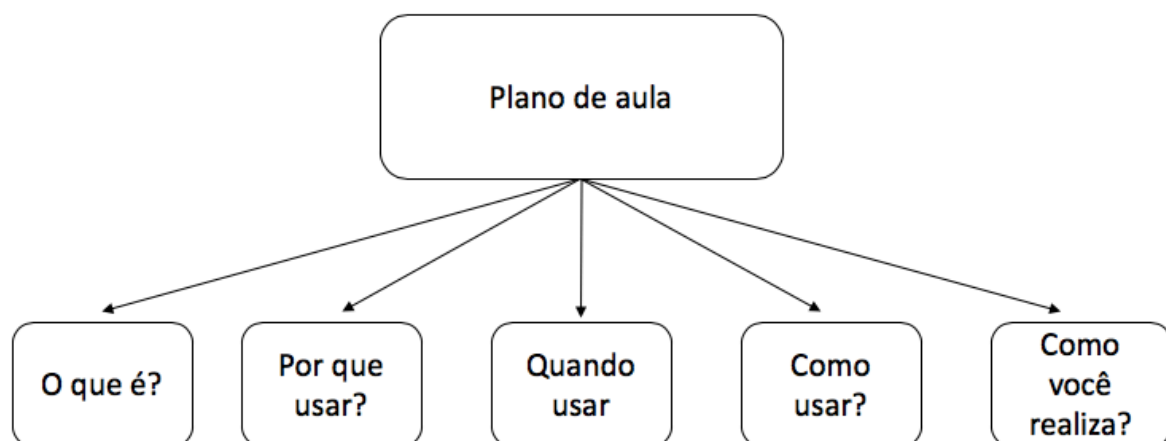 Plano de aula
O que é?
Por que
usar?
Quando
usar
Como
usar?
Como
você
realiza?